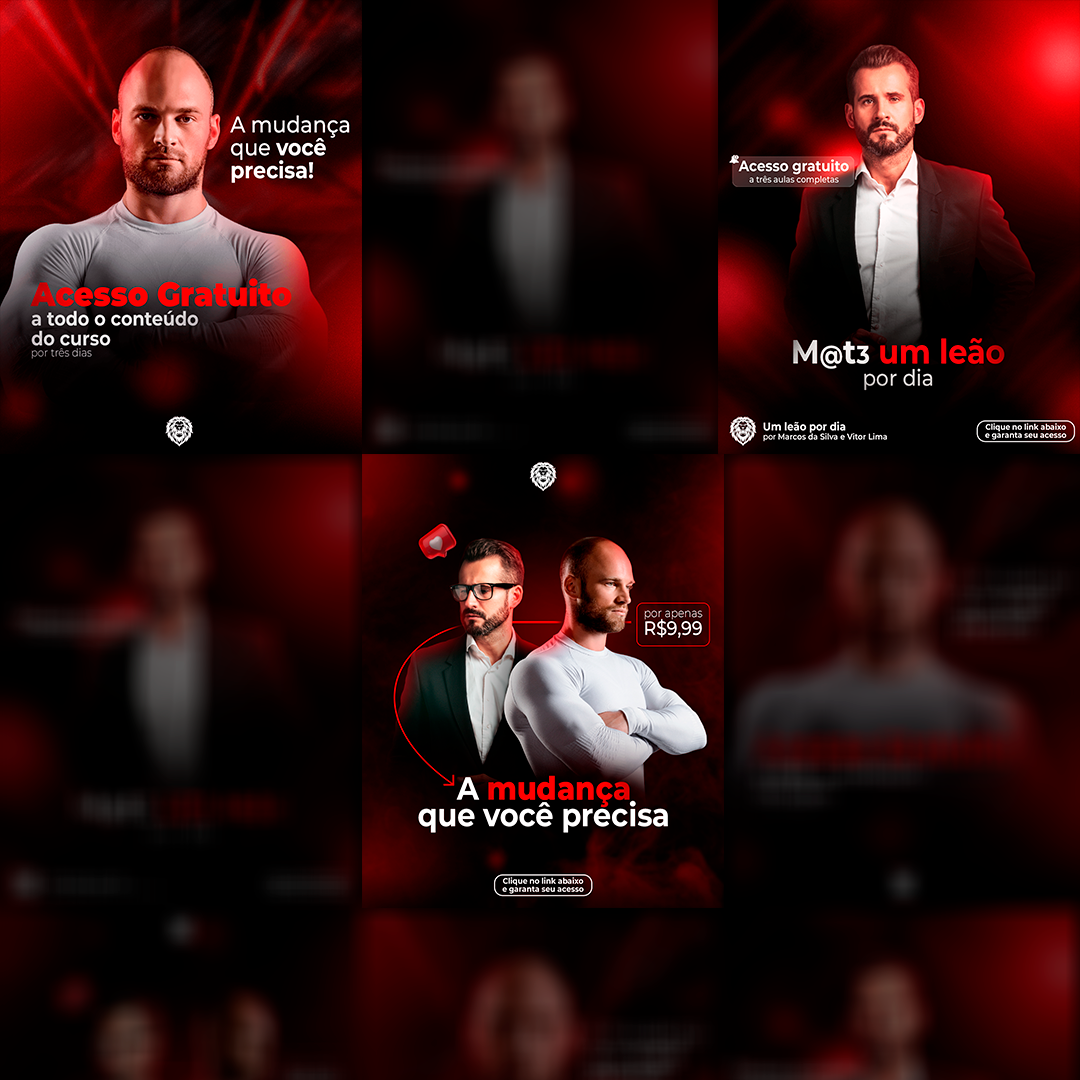 A mudança
que você
precisa!
Acesso Gratuito
a todo o conteúdo
do curso
por três dias
Acesso gratuito
a três aulas completas
M@t3 um leão
por dia
Um leão por dia
por Marcos da Silva e Vitor Lima
Clique no link abaixo
e garanta seu acesso
por apenas
R$9,99
A mudança
que você precisa
Clique no link abaixo
e garanta seu acesso